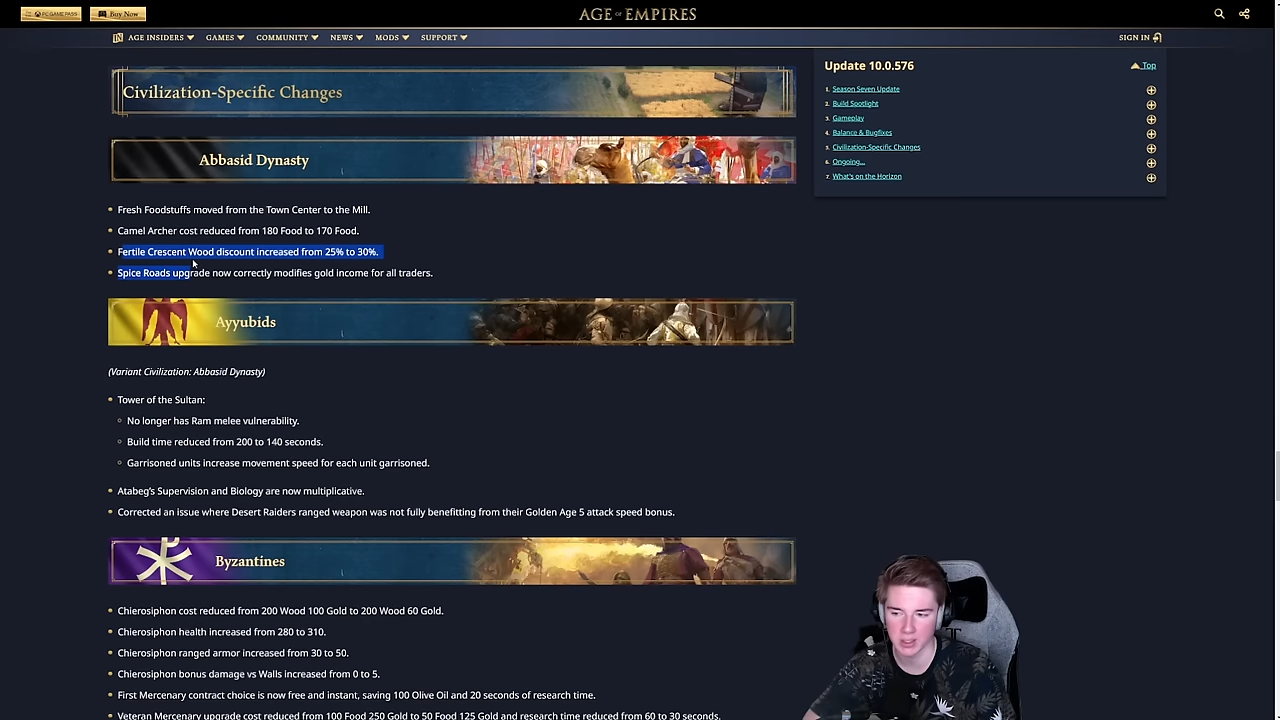 PC GAME PASS
Buy Now
AGE OF EMPIRES
AGE INSIDERS GAMES COMMUNITY NEWS MODS SUPPORT SIGN IN
Civilization-Specific Changes
Abbasid Dynasty
Fresh Foodstuffs moved from the Town Center to the Mill.
Camel Archer cost reduced from 180 Food to 170 Food.
Fertile Crescent Wood discount increased from 25% to 30%.
Spice Roads upgrade now correctly modifies gold income for all traders.
Ayyubids
(Variant Civilization: Abbasid Dynasty)
Tower of the Sultan:
No longer has Ram melee vulnerability.
Build time reduced from 200 to 140 seconds.
Garrisoned units increase movement speed for each unit garrisoned.
Atabeg's Supervision and Biology are now multiplicative.
Corrected an issue where Desert Raiders ranged weapon was not fully benefitting from their Golden Age 5 attack speed bonus.
Byzantines
Chierosiphon cost reduced from 200 Wood 100 Gold to 200 Wood 60 Gold.
Chierosiphon health increased from 280 to 310.
Chierosiphon ranged armor increased from 30 to 50.
Chierosiphon bonus damage vs Walls increased from 0 to 5.
First Mercenary contract choice is now free and instant, saving 100 Olive Oil and 20 seconds of research time.
Veteran Mercenary upgrade cost reduced from 100 Food 250 Gold to 50 Food 125 Gold and research time reduced from 60 to 30 seconds.
Update 10.0.576
Top
1. Season Seven Update
2. Build Spotlight
3. Gameplay
4. Balance & Bugfixes
5. Civilization-Specific Changes
6. Ongoing...
7. What's on the Horizon